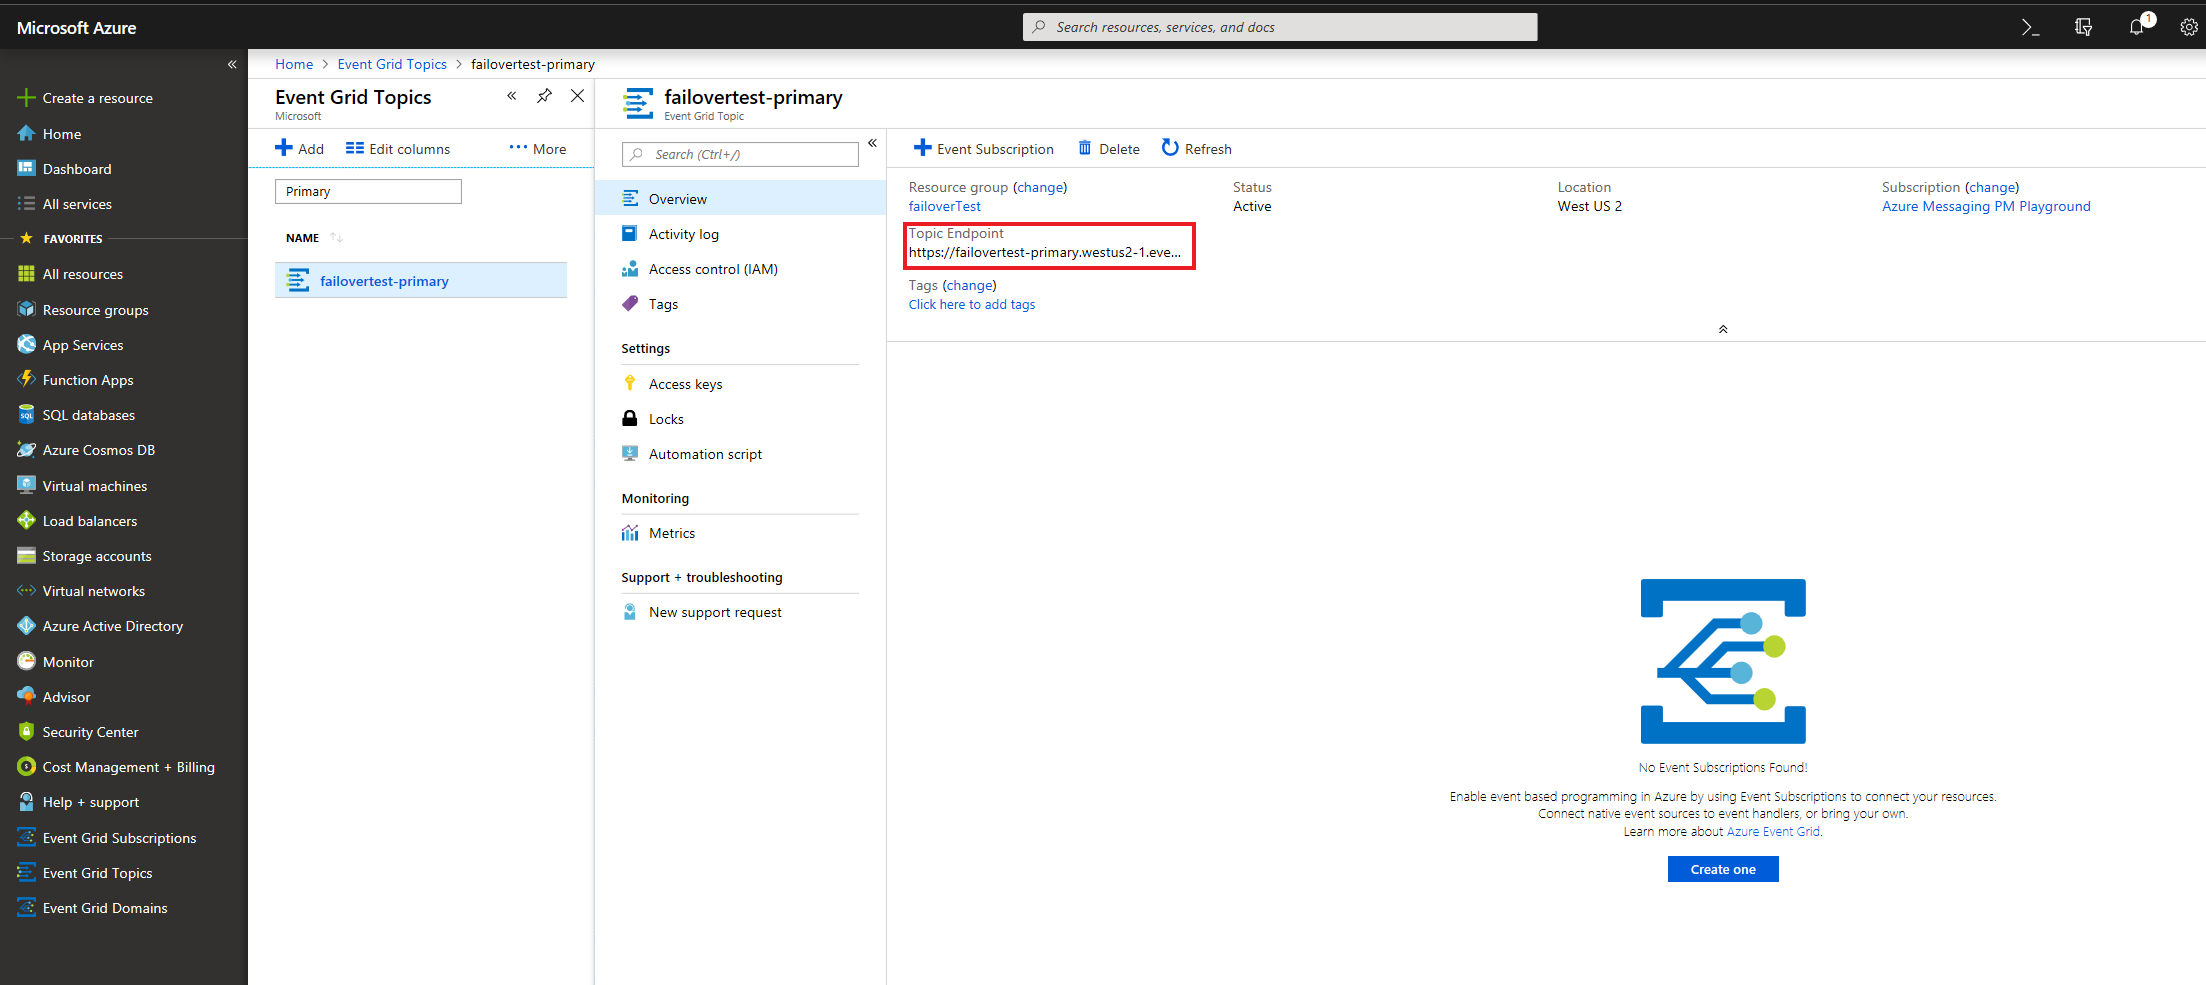 Microsoft Azure
Search resources, services, and docs
1
Create a resource
Home
Dashboard
All services
FAVORITES
All resources
Resource groups
App Services
Function Apps
SQL databases
Azure Cosmos DB
Virtual machines
Load balancers
Storage accounts
Virtual networks
Azure Active Directory
Monitor
Advisor
Security Center
Cost Management + Billing
Help + support
Event Grid Subscriptions
Event Grid Topics
Event Grid Domains
Home > Event Grid Topics > failovertest-primary
Event Grid Topics
Microsoft
Add Edit columns ··· More
Primary
NAME
failovertest-primary
failovertest-primary
Event Grid Topic
Search (Ctrl+/)
Overview
Activity log
Access control (IAM)
Tags
Settings
Access keys
Locks
Automation script
Monitoring
Metrics
Support + troubleshooting
New support request
Event Subscription Delete Refresh
Resource group (change)
failoverTest
Status
Active
Location
West US 2
Subscription (change)
Azure Messaging PM Playground
Topic Endpoint
https://failovertest-primary.westus2-1.eve...
Tags (change)
Click here to add tags
No Event Subscriptions Found!
Enable event based programming in Azure by using Event Subscriptions to connect your resources.
Connect native event sources to event handlers, or bring your own.
Learn more about Azure Event Grid.
Create one